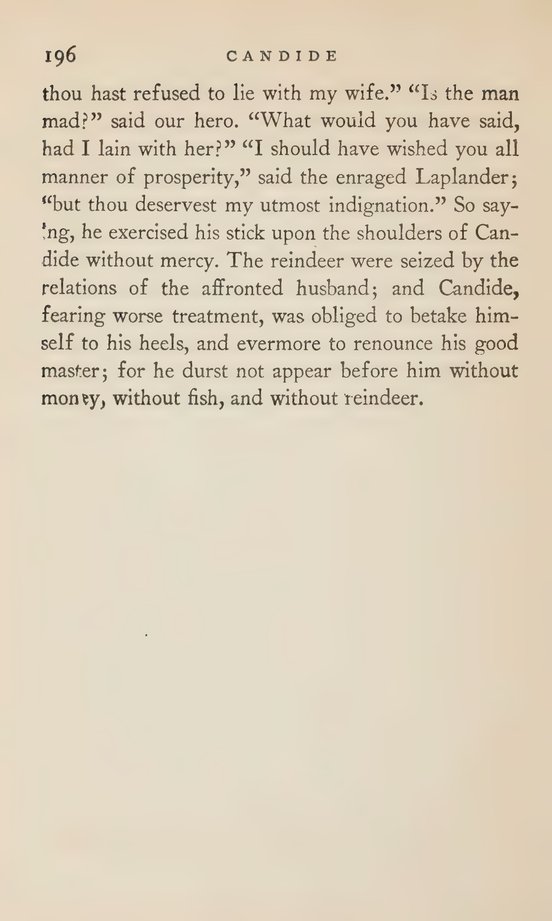 196 CANDIDE
thou hast refused to lie with my wife.” “Is the man
mad?” said our hero. “What would you have said,
had I lain with her?” “I should have wished you all
manner of prosperity,” said the enraged Laplander;
“but thou deservest my utmost indignation.” So say-
ing, he exercised his stick upon the shoulders of Can-
dide without mercy. The reindeer were seized by the
relations of the affronted husband; and Candide,
fearing worse treatment, was obliged to betake him-
self to his heels, and evermore to renounce his good
master; for he durst not appear before him without
money, without fish, and without reindeer.